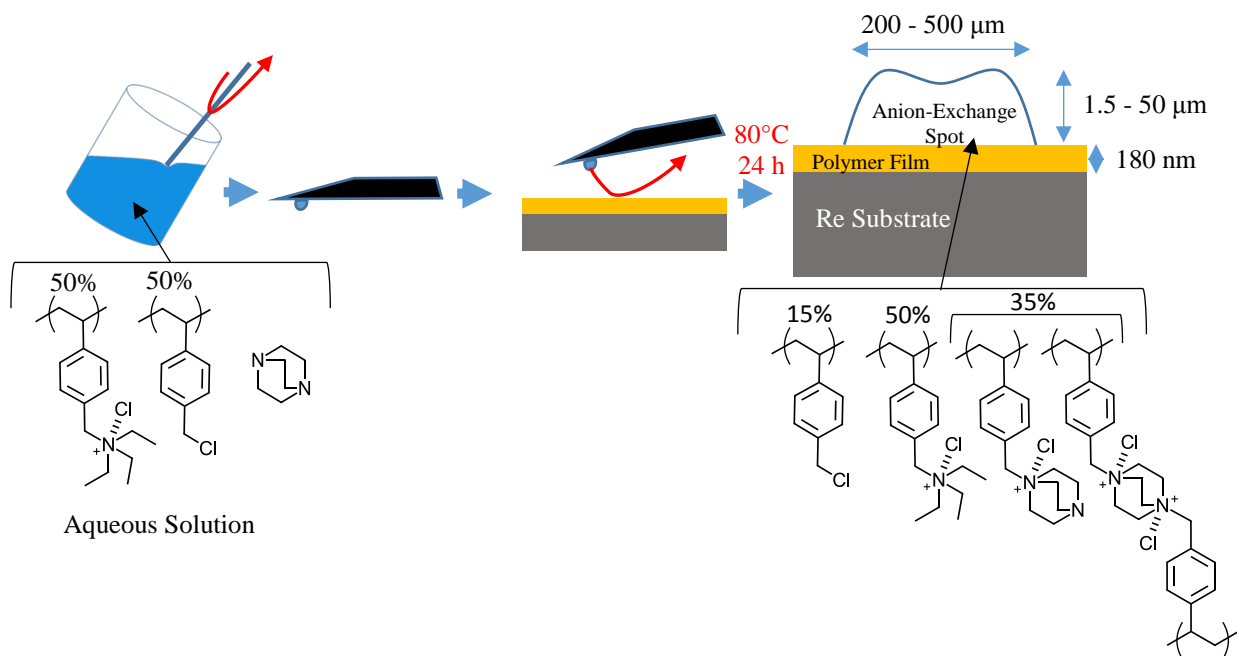 200 - 500 μm
Anion-Exchange
Spot
1.5 - 50 μm
80°C
24 h
Polymer Film
180 nm
Re Substrate
50%
50%
N
N
Cl
N
+
Cl
Aqueous Solution
15%
50%
35%
Cl
Cl
N
+
Cl
N
+
N
Cl
N
+
N
+
Cl